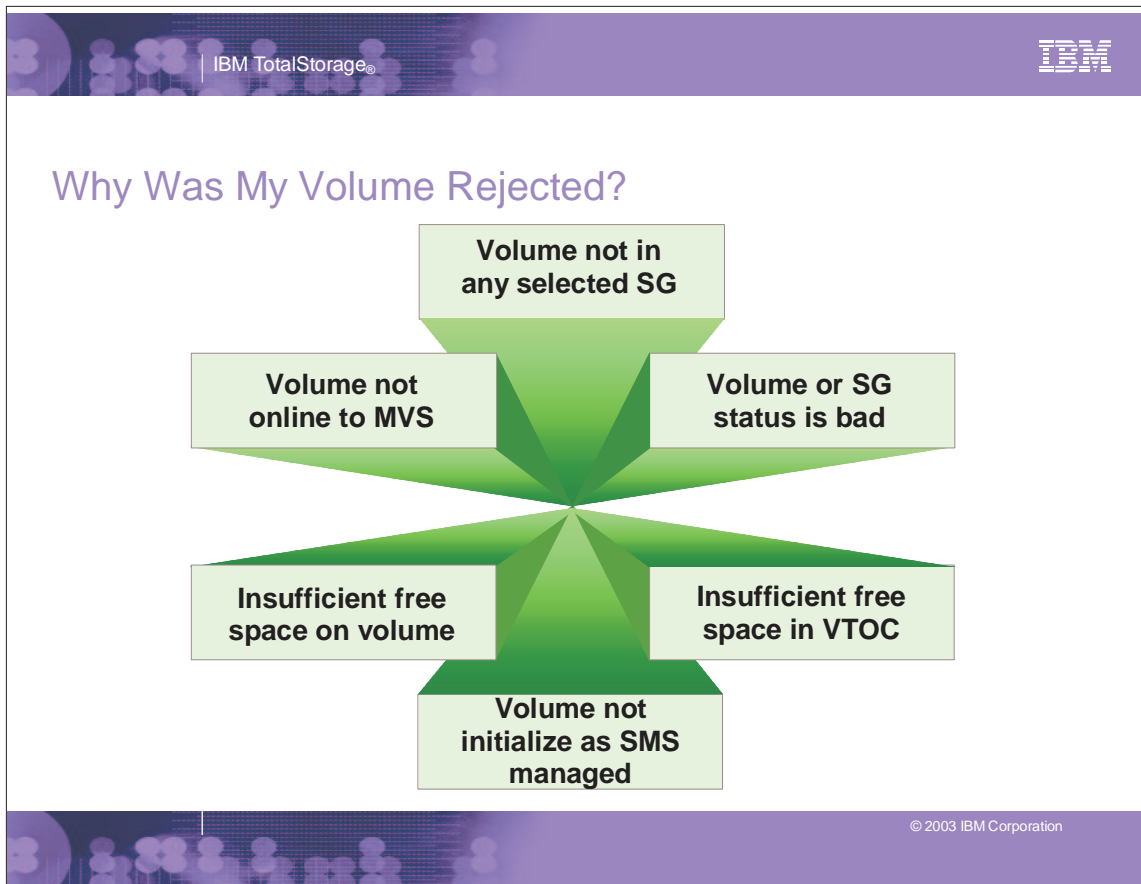 IBM TotalStorage®
IBM
Why Was My Volume Rejected?
Volume not in
any selected SG
Volume not
online to MVS
Volume or SG
status is bad
Insufficient free
space on volume
Insufficient free
space in VTOC
Volume not
initialize as SMS
managed
© 2003 IBM Corporation